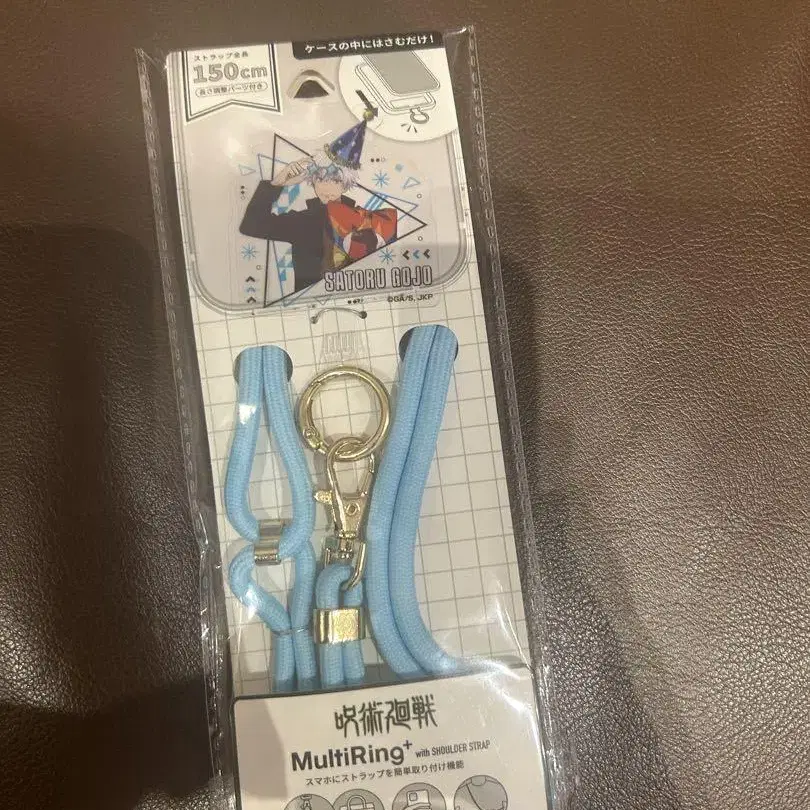 ケースの中にはさむだけ!
ストラップ全長
150cm
長さ調整パーツ付き
SATORU GOJO
©GA/S, JKP
呪術廻戦
MultiRing+ with SHOULDER STRAP
スマホにストラップを簡単取り付け機能